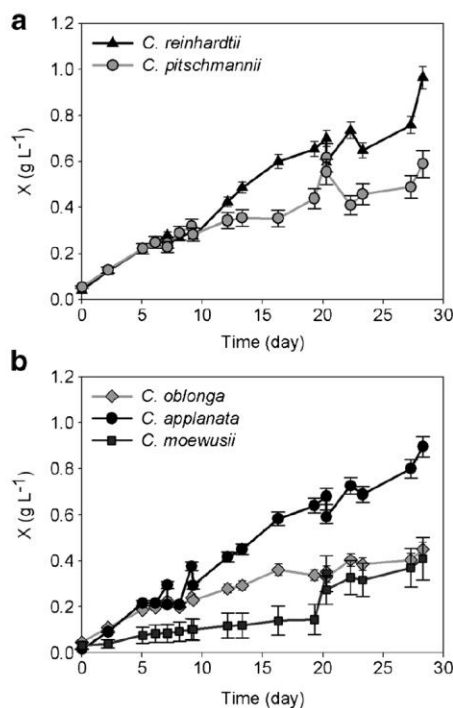 a
C. reinhardtii
C. pitschmannii
X (g L⁻¹)
1.2
1.0
0.8
0.6
0.4
0.2
0.0
0 5 10 15 20 25 30
Time (day)
b
C. oblonga
C. applanata
C. moewusii
X (g L⁻¹)
1.2
1.0
0.8
0.6
0.4
0.2
0.0
0 5 10 15 20 25 30
Time (day)